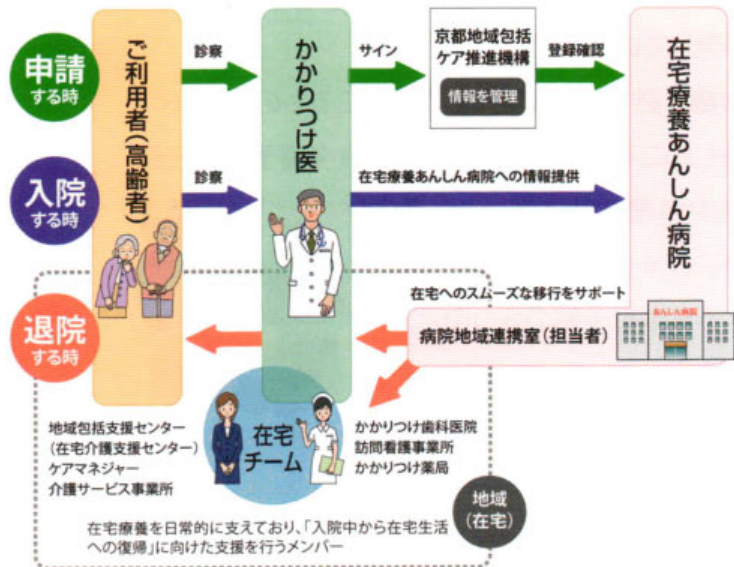 申請
する時
ご利用者(高齢者)
診察
かかりつけ医
サイン
京都地域包括
ケア推進機構
情報を管理
登録確認
在宅療養あんしん病院
入院
する時
診察
在宅療養あんしん病院への情報提供
退院
する時
在宅へのスムーズな移行をサポート
病院地域連携室(担当者)
あんしん病院
地域包括支援センター
(在宅介護支援センター)
ケアマネジャー
介護サービス事業所
在宅
チーム
かかりつけ歯科医院
訪問看護事業所
かかりつけ薬局
地域
(在宅)
在宅療養を日常的に支えており、「入院中から在宅生活
への復帰」に向けた支援を行うメンバー